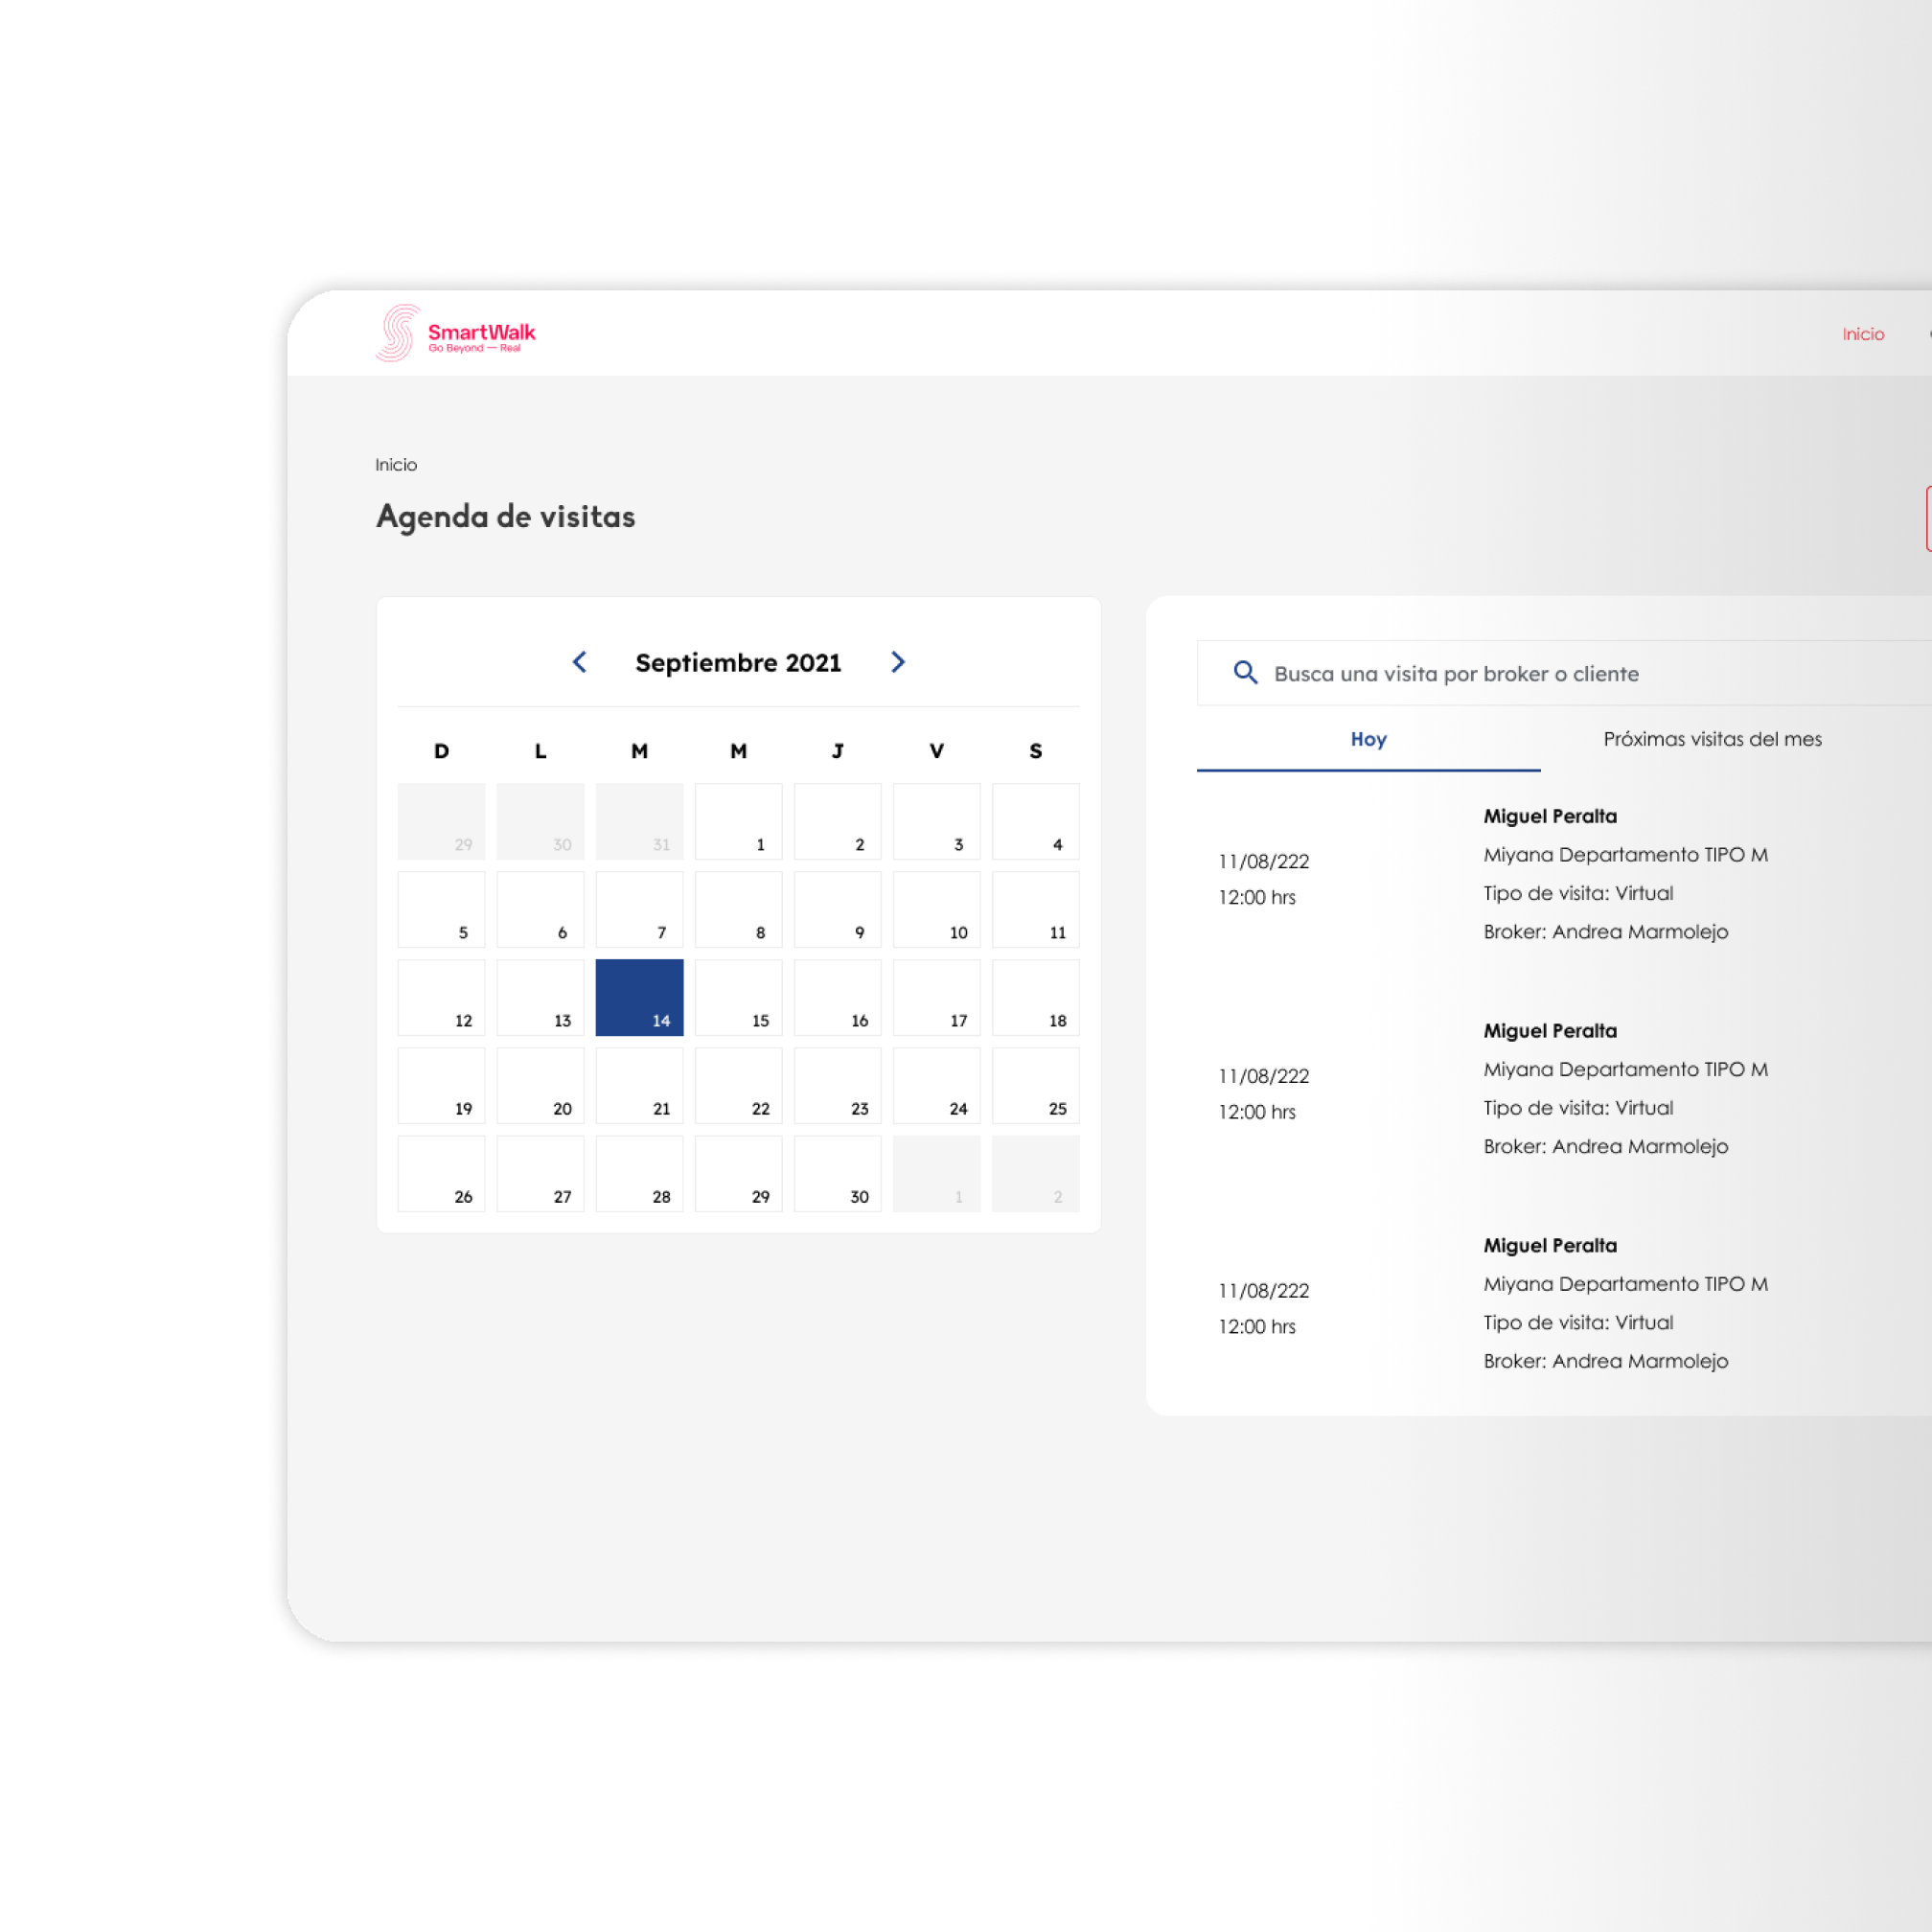 SmartWalk
Go Beyond — Real
Inicio
Inicio
Agenda de visitas
Septiembre 2021
D L M M J V S
29 30 31 1 2 3 4
5 6 7 8 9 10 11
12 13 14 15 16 17 18
19 20 21 22 23 24 25
26 27 28 29 30 1 2
Busca una visita por broker o cliente
Hoy Próximas visitas del mes
Miguel Peralta
Miyana Departamento TIPO M
11/08/222
Tipo de visita: Virtual
12:00 hrs
Broker: Andrea Marmolejo
Miguel Peralta
Miyana Departamento TIPO M
11/08/222
Tipo de visita: Virtual
12:00 hrs
Broker: Andrea Marmolejo
Miguel Peralta
Miyana Departamento TIPO M
11/08/222
Tipo de visita: Virtual
12:00 hrs
Broker: Andrea Marmolejo